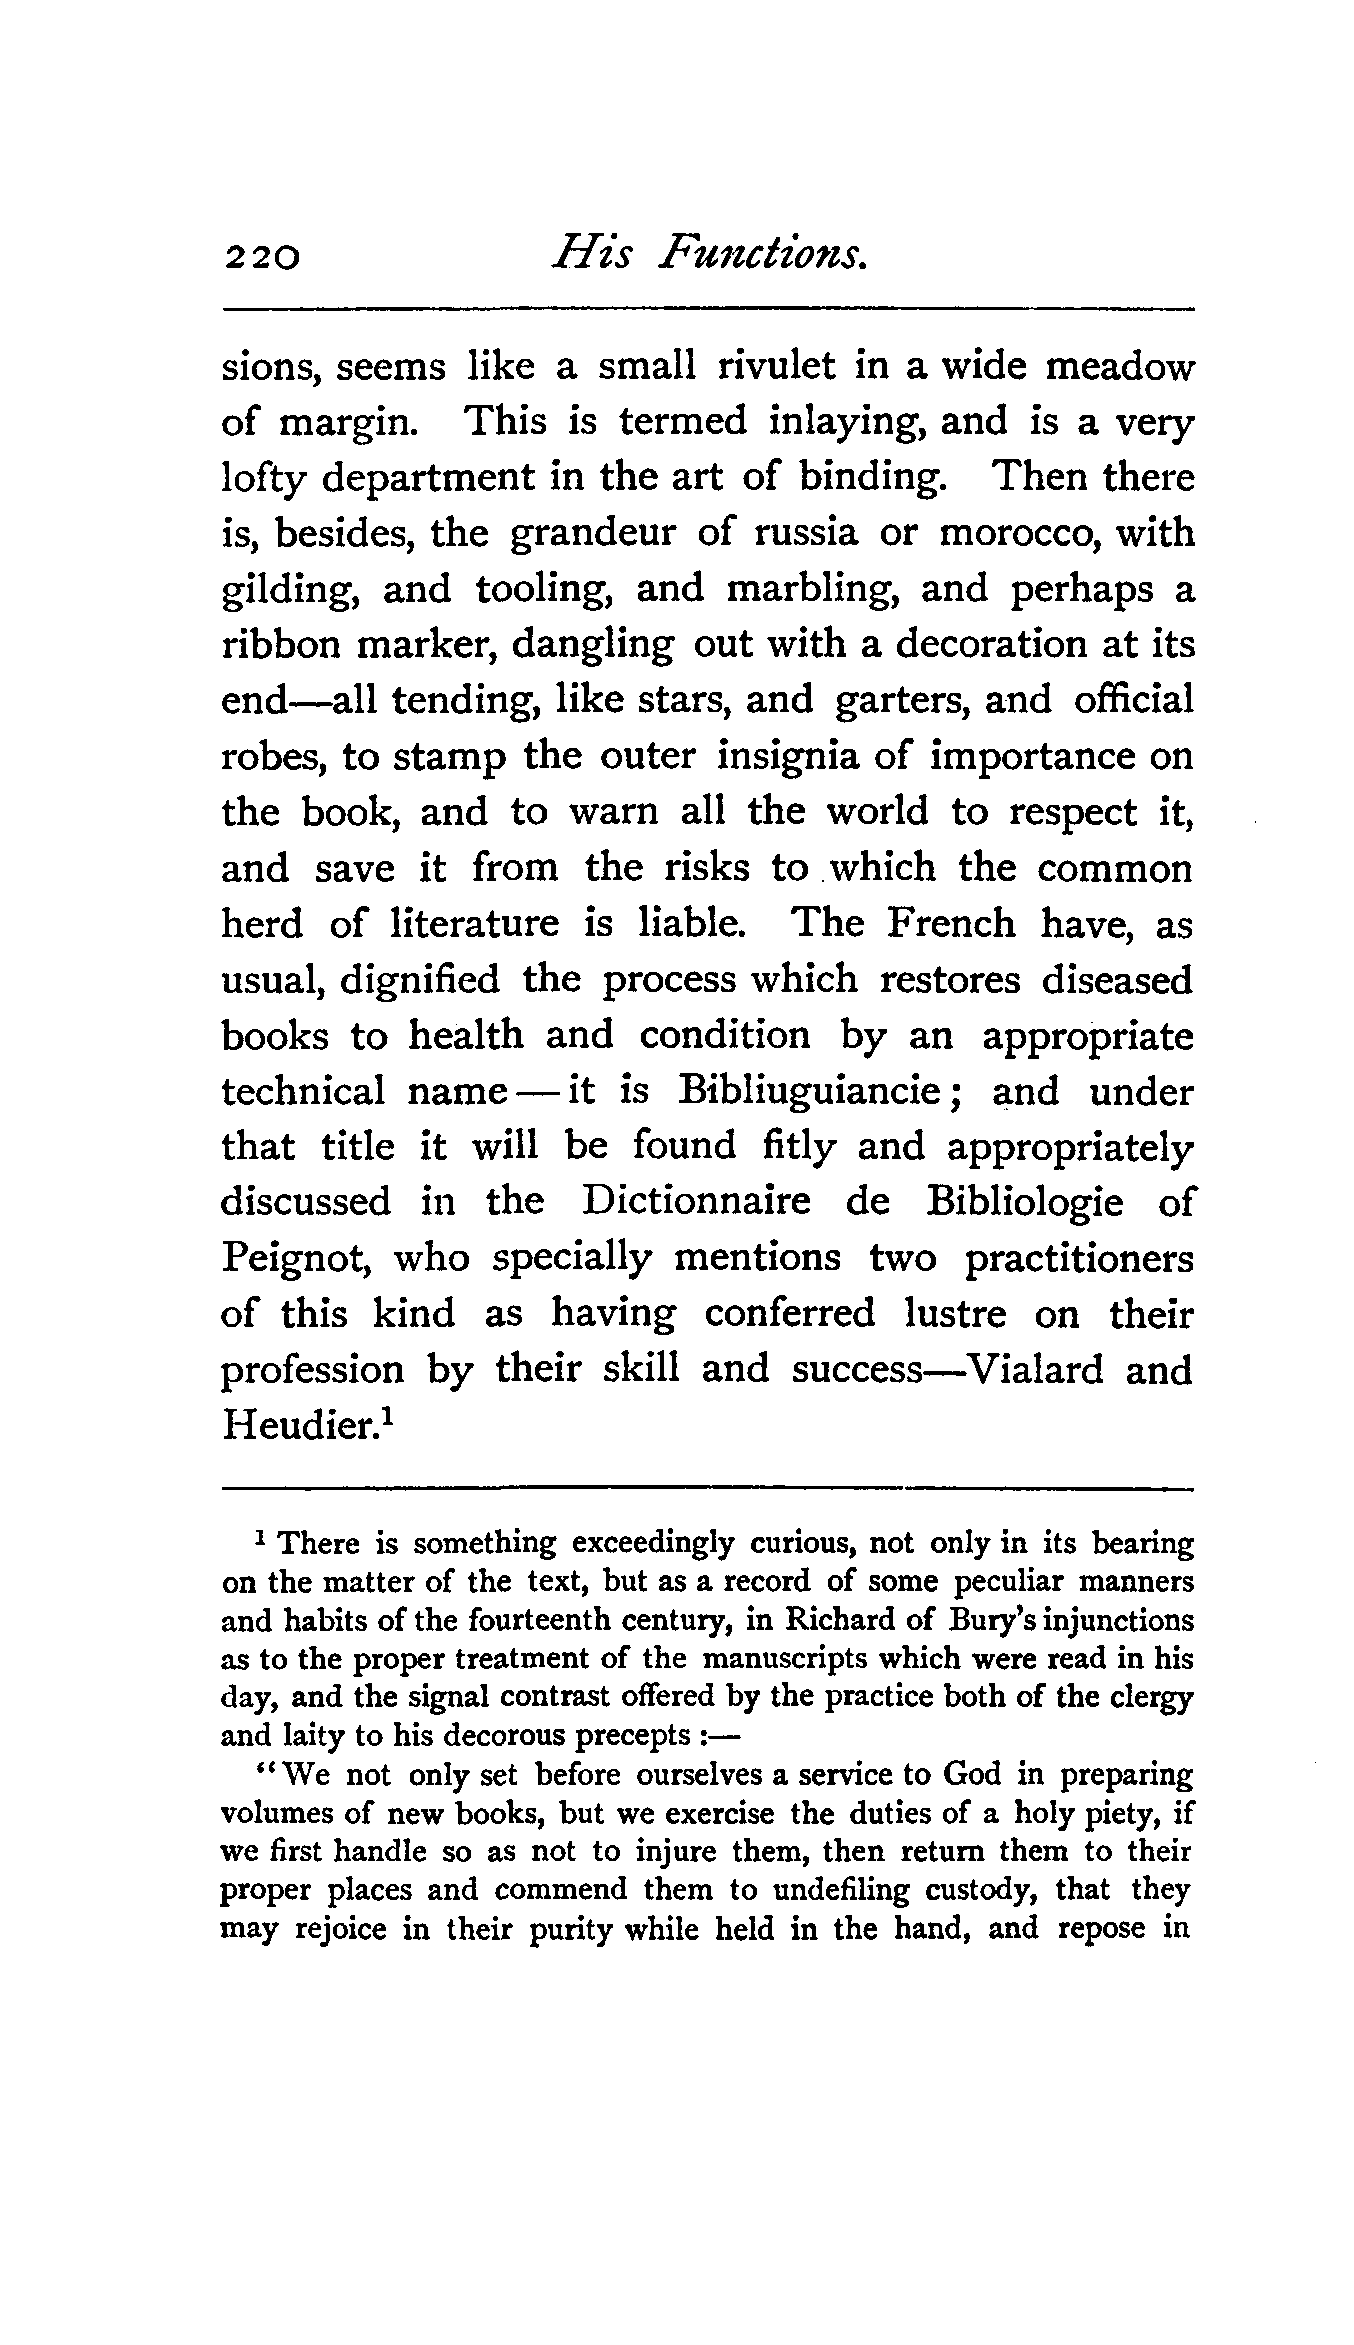 220 His Functions.
sions, seems like a small rivulet in a wide meadow
of margin. This is termed inlaying, and is a very
lofty department in the art of binding. Then there
is, besides, the grandeur of russia or morocco, with
gilding, and tooling, and marbling, and perhaps a
ribbon marker, dangling out with a decoration at its
end—all tending, like stars, and garters, and official
robes, to stamp the outer insignia of importance on
the book, and to warn all the world to respect it,
and save it from the risks to which the common
herd of literature is liable. The French have, as
usual, dignified the process which restores diseased
books to health and condition by an appropriate
technical name — it is Bibliuguiancie ; and under
that title it will be found fitly and appropriately
discussed in the Dictionnaire de Bibliologie of
Peignot, who specially mentions two practitioners
of this kind as having conferred lustre on their
profession by their skill and success—Vialard and
Heudier.¹
¹ There is something exceedingly curious, not only in its bearing
on the matter of the text, but as a record of some peculiar manners
and habits of the fourteenth century, in Richard of Bury's injunctions
as to the proper treatment of the manuscripts which were read in his
day, and the signal contrast offered by the practice both of the clergy
and laity to his decorous precepts :—
“We not only set before ourselves a service to God in preparing
volumes of new books, but we exercise the duties of a holy piety, if
we first handle so as not to injure them, then return them to their
proper places and commend them to undefiling custody, that they
may rejoice in their purity while held in the hand, and repose in